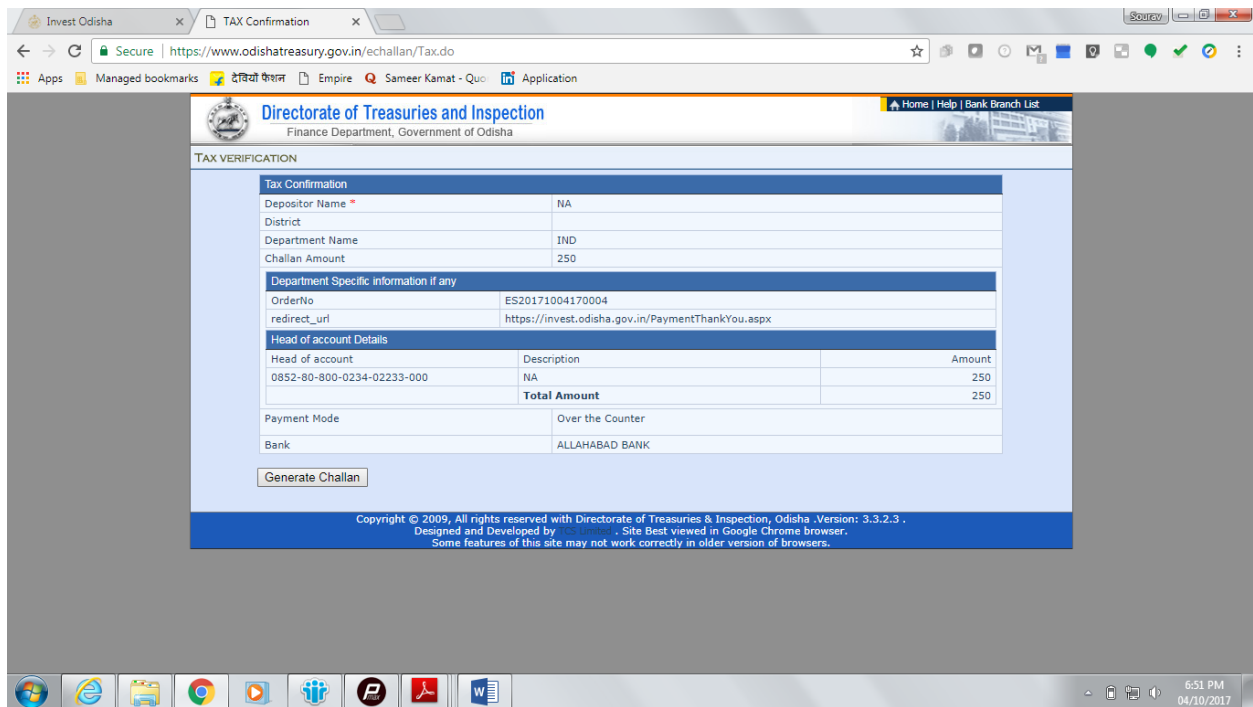 Invest Odisha
TAX Confirmation
Sourav
Secure | https://www.odishatreasury.gov.in/echallan/Tax.do
Apps Managed bookmarks देवियों फैशन Empire Sameer Kamat - Quo Application
Directorate of Treasuries and Inspection
Finance Department, Government of Odisha
Home | Help | Bank Branch List
TAX VERIFICATION
Tax Confirmation
Depositor Name * NA
District
Department Name IND
Challan Amount 250
Department Specific information if any
OrderNo ES20171004170004
redirect_url https://invest.odisha.gov.in/PaymentThankYou.aspx
Head of account Details
Head of account Description Amount
0852-80-800-0234-02233-000 NA 250
Total Amount 250
Payment Mode Over the Counter
Bank ALLAHABAD BANK
Generate Challan
Copyright © 2009, All rights reserved with Directorate of Treasuries & Inspection, Odisha .Version: 3.3.2.3 .
Designed and Developed by TCS Limited . Site Best viewed in Google Chrome browser.
Some features of this site may not work correctly in older version of browsers.
6:51 PM
04/10/2017